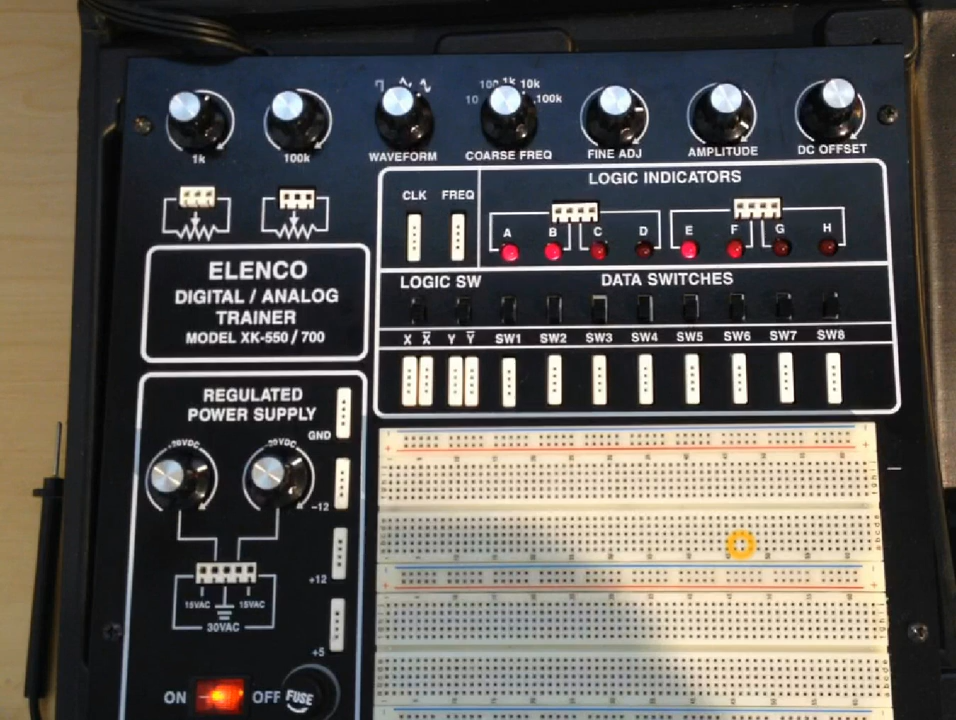 100 1k 10k
10 100k
1k 100k WAVEFORM COARSE FREQ FINE ADJ AMPLITUDE DC OFFSET
LOGIC INDICATORS
CLK FREQ
A B C D E F G H
LOGIC SW DATA SWITCHES
X X̅ Y Y̅ SW1 SW2 SW3 SW4 SW5 SW6 SW7 SW8
ELENCO
DIGITAL / ANALOG
TRAINER
MODEL XK-550 / 700
REGULATED
POWER SUPPLY
GND
-20VDC
-12
+12
15VAC 15VAC
30VAC
+5
ON OFF FUSE